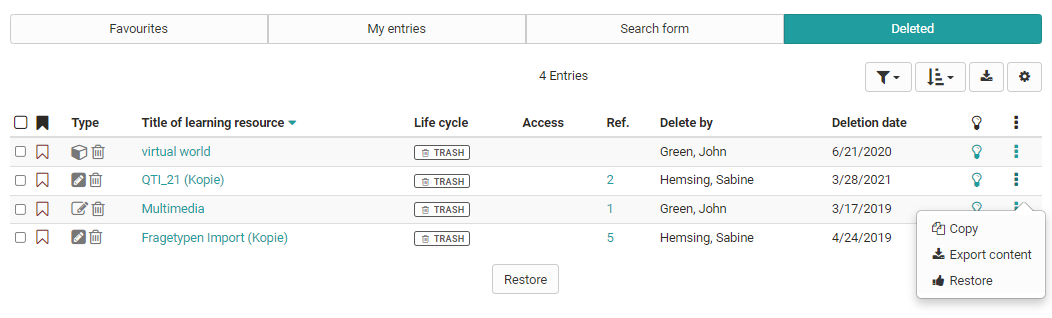 Favourites My entries Search form Deleted
4 Entries
Type Title of learning resource Life cycle Access Ref. Delete by Deletion date
virtual world TRASH Green, John 6/21/2020
QTI_21 (Kopie) TRASH 2 Hemsing, Sabine 3/28/2021
Multimedia TRASH 1 Green, John 3/17/2019
Fragetypen Import (Kopie) TRASH 5 Hemsing, Sabine 4/24/2019
Copy
Export content
Restore
Restore